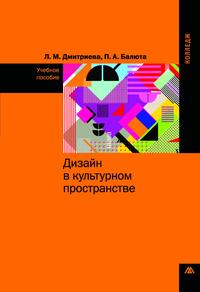 Л. М. Дмитриева, П. А. Балюта
Учебное
пособие
КОЛЛЕДЖ
Дизайн
в культурном
пространстве